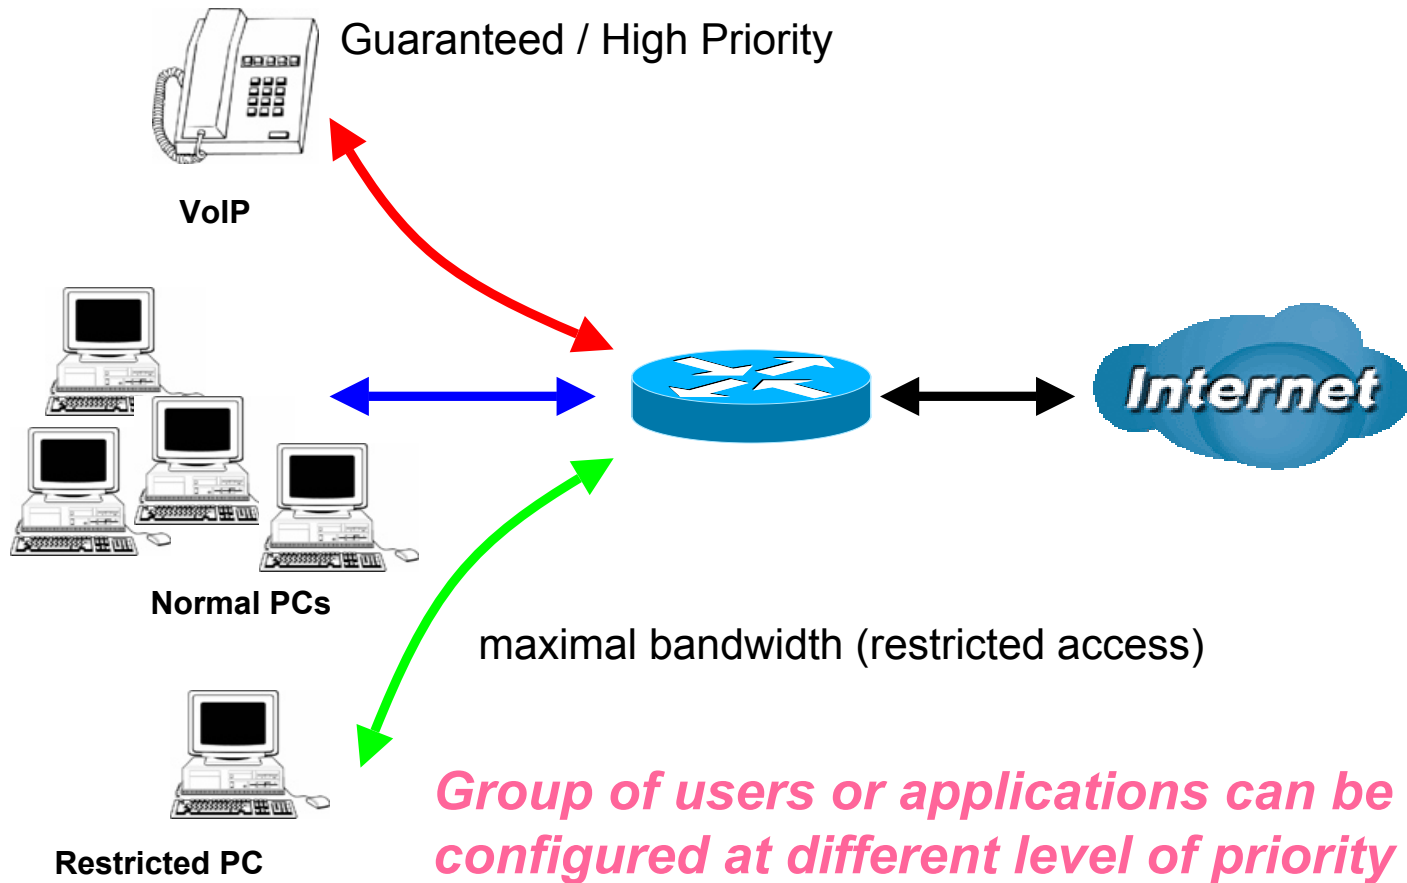 Guaranteed / High Priority
VoIP
Internet
Normal PCs
maximal bandwidth (restricted access)
Restricted PC
Group of users or applications can be
configured at different level of priority